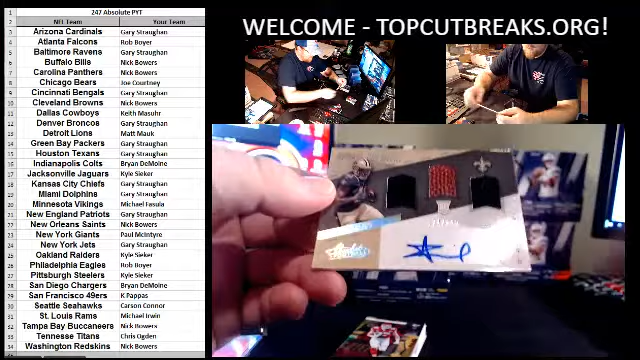 247 Absolute PYT
WELCOME - TOPCUTBREAKS.ORG!
NFL Team Your Team
Arizona Cardinals Gary Straughan
Atlanta Falcons Rob Boyer
Baltimore Ravens Gary Straughan
Buffalo Bills Nick Bowers
Carolina Panthers Nick Bowers
Chicago Bears Joe Courtney
Cincinnati Bengals Gary Straughan
Cleveland Browns Nick Bowers
Dallas Cowboys Keith Masuhr
Denver Broncos Gary Straughan
Detroit Lions Matt Mauk
Green Bay Packers Gary Straughan
Houston Texans Gary Straughan
Indianapolis Colts Bryan DeMoine
Jacksonville Jaguars Kyle Sieker
Kansas City Chiefs Gary Straughan
Miami Dolphins Gary Straughan
Minnesota Vikings Michael Fasula
New England Patriots Gary Straughan
New Orleans Saints Nick Bowers
New York Giants Paul McIntyre
New York Jets Gary Straughan
Oakland Raiders Kyle Sieker
Philadelphia Eagles Rob Boyer
Pittsburgh Steelers Kyle Sieker
San Diego Chargers Bryan DeMoine
San Francisco 49ers K Pappas
Seattle Seahawks Carson Connor
St. Louis Rams Michael Irwin
Tampa Bay Buccaneers Nick Bowers
Tennesse Titans Chris Ogden
Washington Redskins Nick Bowers